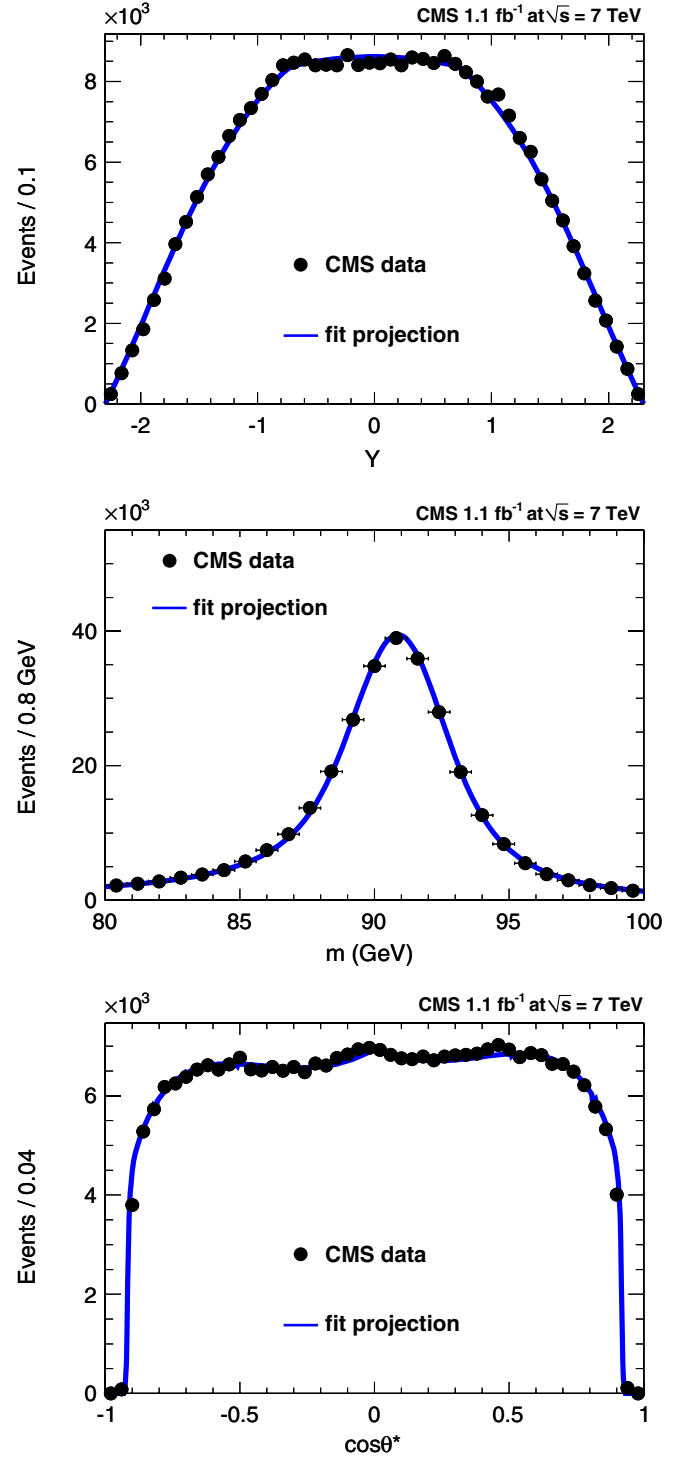 ×10³
CMS 1.1 fb⁻¹ at √s = 7 TeV
8
6
4
2
0
Events / 0.1
CMS data
fit projection
-2 -1 0 1 2
Y
×10³
CMS 1.1 fb⁻¹ at √s = 7 TeV
CMS data
fit projection
40
20
0
Events / 0.8 GeV
80 85 90 95 100
m (GeV)
×10³
CMS 1.1 fb⁻¹ at √s = 7 TeV
6
4
2
0
Events / 0.04
CMS data
fit projection
-1 -0.5 0 0.5 1
cosθ*